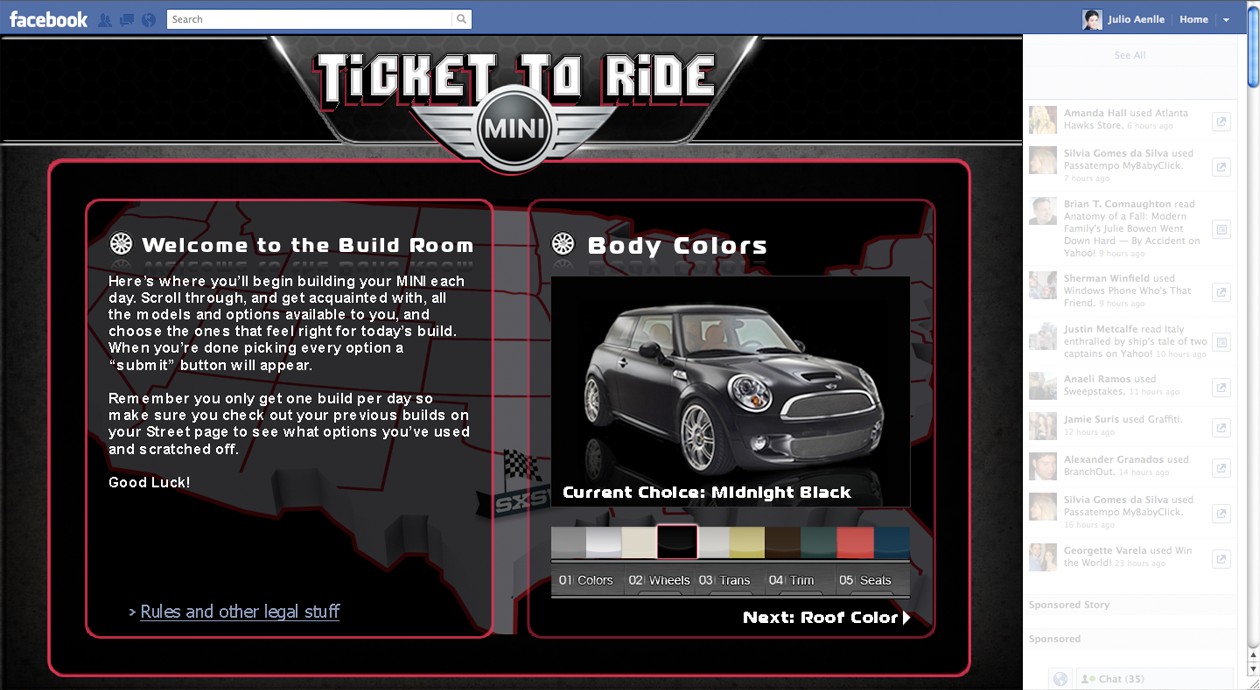 facebook
Search
Julio Aenlle
Home
TiCKET TO RiDE
MINI
Welcome to the Build Room
Here's where you'll begin building your MINI each
day. Scroll through, and get acquainted with, all
the models and options available to you, and
choose the ones that feel right for today's build.
When you're done picking every option a
“submit” button will appear.
Remember you only get one build per day so
make sure you check out your previous builds on
your Street page to see what options you've used
and scratched off.
Good Luck!
> Rules and other legal stuff
SXS
Body Colors
Current Choice: Midnight Black
01 Colors
02 Wheels
03 Trans
04 Trim
05 Seats
Next: Roof Color
See All
Amanda Hall used Atlanta
Hawks Store. 6 hours ago
Silvia Gomes da Silva used
Passatempo MyBabyClick.
7 hours ago
Brian T. Connaughton read
Anatomy of a Fall: Modern
Family's Julie Bowen Went
Down Hard — By Accident on
Yahoo! 9 hours ago
Sherman Winfield used
Windows Phone Who's That
Friend. 9 hours ago
Justin Metcalfe read Italy
enthralled by ship's tale of two
captains on Yahoo! 10 hours ago
Anaeli Ramos used
Sweepstakes. 11 hours ago
Jamie Suris used Graffiti.
12 hours ago
Alexander Granados used
BranchOut. 14 hours ago
Silvia Gomes da Silva used
Passatempo MyBabyClick.
16 hours ago
Georgette Varela used Win
the World! 23 hours ago
Sponsored Story
Sponsored
Chat (35)